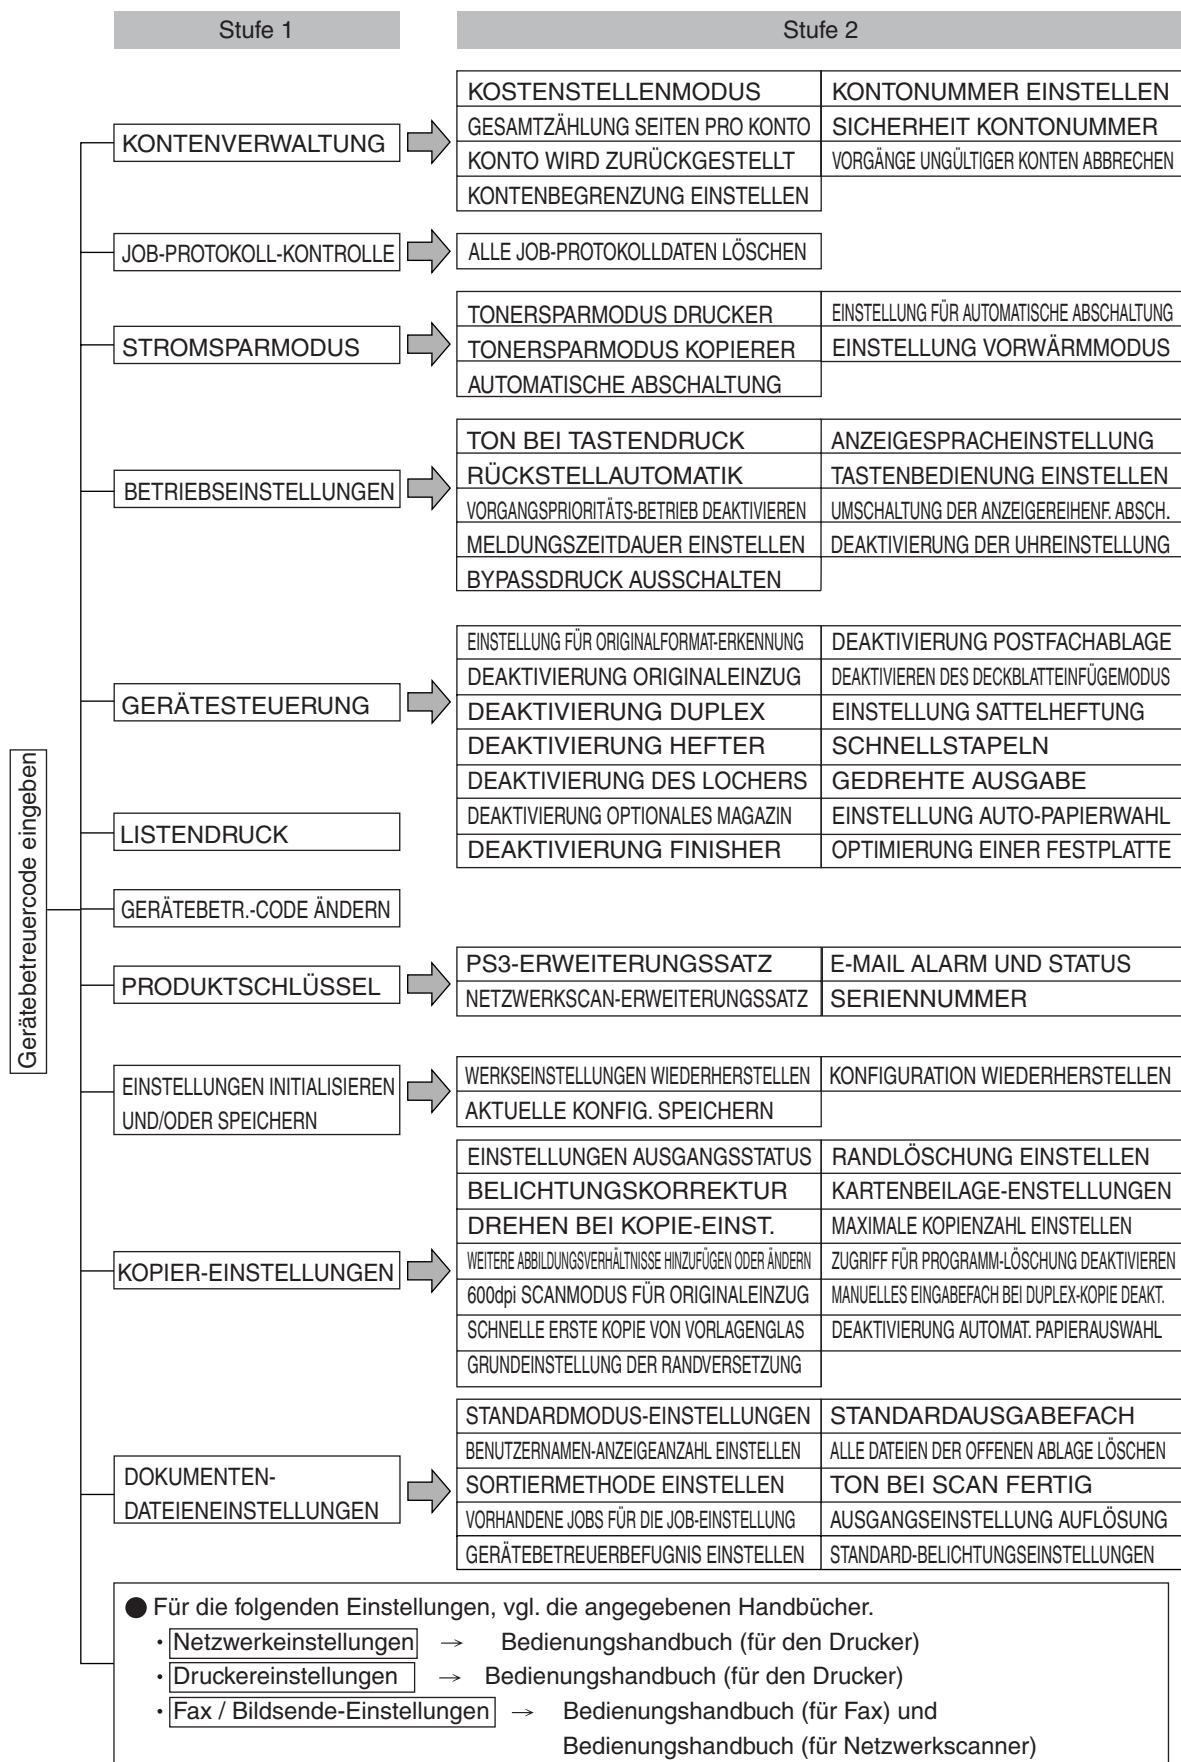 Stufe 1
Stufe 2
Gerätebetreuercode eingeben
KONTENVERWALTUNG
KOSTENSTELLENMODUS
KONTONUMMER EINSTELLEN
GESAMTZÄHLUNG SEITEN PRO KONTO
SICHERHEIT KONTONUMMER
KONTO WIRD ZURÜCKGESTELLT
VORGÄNGE UNGÜLTIGER KONTEN ABBRECHEN
KONTENBEGRENZUNG EINSTELLEN
JOB-PROTOKOLL-KONTROLLE
ALLE JOB-PROTOKOLLDATEN LÖSCHEN
STROMSPARMODUS
TONERSPARMODUS DRUCKER
EINSTELLUNG FÜR AUTOMATISCHE ABSCHALTUNG
TONERSPARMODUS KOPIERER
EINSTELLUNG VORWÄRMMODUS
AUTOMATISCHE ABSCHALTUNG
BETRIEBSEINSTELLUNGEN
TON BEI TASTENDRUCK
ANZEIGESPRACHEINSTELLUNG
RÜCKSTELLAUTOMATIK
TASTENBEDIENUNG EINSTELLEN
VORGANGSPRIORITÄTS-BETRIEB DEAKTIVIEREN
UMSCHALTUNG DER ANZEIGEREIHENF. ABSCH.
MELDUNGSZEITDAUER EINSTELLEN
DEAKTIVIERUNG DER UHREINSTELLUNG
BYPASSDRUCK AUSSCHALTEN
GERÄTESTEUERUNG
EINSTELLUNG FÜR ORIGINALFORMAT-ERKENNUNG
DEAKTIVIERUNG POSTFACHABLAGE
DEAKTIVIERUNG ORIGINALEINZUG
DEAKTIVIEREN DES DECKBLATTEINFÜGEMODUS
DEAKTIVIERUNG DUPLEX
EINSTELLUNG SATTELHEFTUNG
DEAKTIVIERUNG HEFTER
SCHNELLSTAPELN
DEAKTIVIERUNG DES LOCHERS
GEDREHTE AUSGABE
DEAKTIVIERUNG OPTIONALES MAGAZIN
EINSTELLUNG AUTO-PAPIERWAHL
DEAKTIVIERUNG FINISHER
OPTIMIERUNG EINER FESTPLATTE
LISTENDRUCK
GERÄTEBETR.-CODE ÄNDERN
PRODUKTSCHLÜSSEL
PS3-ERWEITERUNGSSATZ
E-MAIL ALARM UND STATUS
NETZWERKSCAN-ERWEITERUNGSSATZ
SERIENNUMMER
EINSTELLUNGEN INITIALISIEREN
UND/ODER SPEICHERN
WERKSEINSTELLUNGEN WIEDERHERSTELLEN
KONFIGURATION WIEDERHERSTELLEN
AKTUELLE KONFIG. SPEICHERN
KOPIER-EINSTELLUNGEN
EINSTELLUNGEN AUSGANGSSTATUS
RANDLÖSCHUNG EINSTELLEN
BELICHTUNGSKORREKTUR
KARTENBEILAGE-ENSTELLUNGEN
DREHEN BEI KOPIE-EINST.
MAXIMALE KOPIENZAHL EINSTELLEN
WEITERE ABBILDUNGSVERHÄLTNISSE HINZUFÜGEN ODER ÄNDERN
ZUGRIFF FÜR PROGRAMM-LÖSCHUNG DEAKTIVIEREN
600dpi SCANMODUS FÜR ORIGINALEINZUG
MANUELLES EINGABEFACH BEI DUPLEX-KOPIE DEAKT.
SCHNELLE ERSTE KOPIE VON VORLAGENGLAS
DEAKTIVIERUNG AUTOMAT. PAPIERAUSWAHL
GRUNDEINSTELLUNG DER RANDVERSETZUNG
DOKUMENTEN-
DATEIENEINSTELLUNGEN
STANDARDMODUS-EINSTELLUNGEN
STANDARDAUSGABEFACH
BENUTZERNAMEN-ANZEIGEANZAHL EINSTELLEN
ALLE DATEIEN DER OFFENEN ABLAGE LÖSCHEN
SORTIERMETHODE EINSTELLEN
TON BEI SCAN FERTIG
VORHANDENE JOBS FÜR DIE JOB-EINSTELLUNG
AUSGANGSEINSTELLUNG AUFLÖSUNG
GERÄTEBETREUERBEFUGNIS EINSTELLEN
STANDARD-BELICHTUNGSEINSTELLUNGEN
● Für die folgenden Einstellungen, vgl. die angegebenen Handbücher.
· Netzwerkeinstellungen → Bedienungshandbuch (für den Drucker)
· Druckereinstellungen → Bedienungshandbuch (für den Drucker)
· Fax / Bildsende-Einstellungen → Bedienungshandbuch (für Fax) und
Bedienungshandbuch (für Netzwerkscanner)